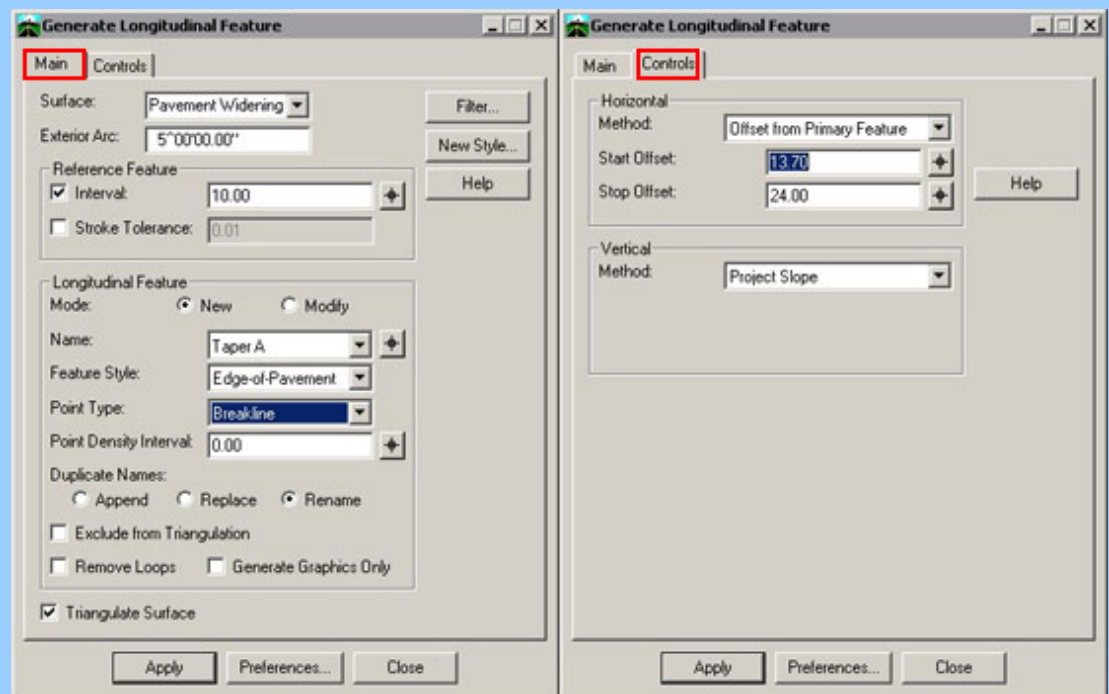 Generate Longitudinal Feature
Main Controls
Surface: Pavement Widening
Filter...
Exterior Arc: 5^00'00.00"
New Style...
Reference Feature
Help
Interval: 10.00
Stroke Tolerance: 0.01
Longitudinal Feature
Mode: New Modify
Name: Taper A
Feature Style: Edge-of-Pavement
Point Type: Breakline
Point Density Interval: 0.00
Duplicate Names:
Append Replace Rename
Exclude from Triangulation
Remove Loops Generate Graphics Only
Triangulate Surface
Apply Preferences... Close
Generate Longitudinal Feature
Main Controls
Horizontal
Method: Offset from Primary Feature
Start Offset: 13.70
Help
Stop Offset: 24.00
Vertical
Method: Project Slope
Apply Preferences... Close